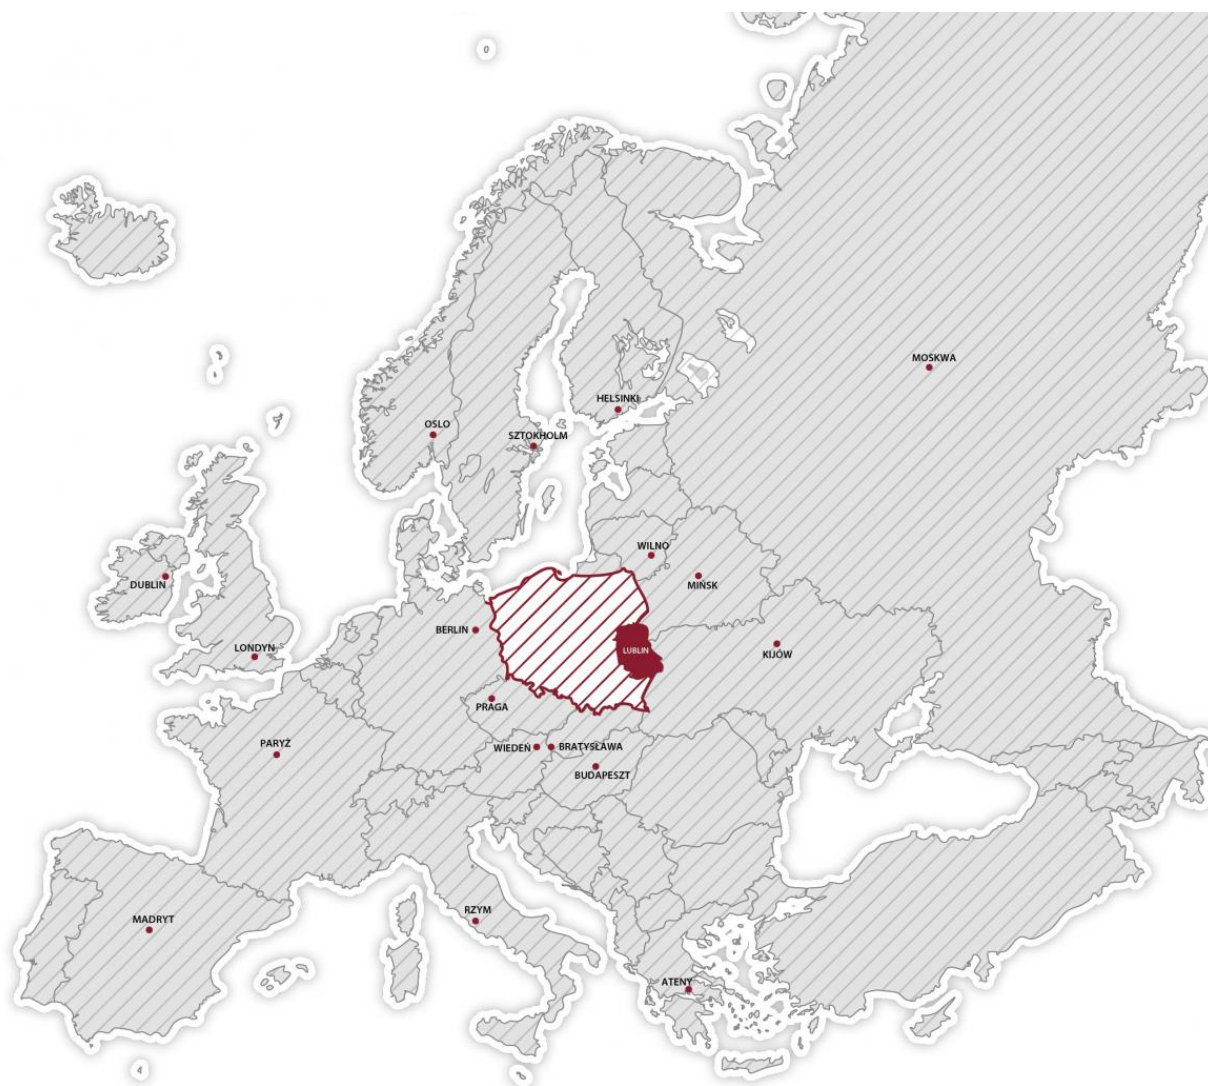 MOSKWA
HELSINKI
OSLO
SZTOKHOLM
WILNO
DUBLIN
MIŃSK
BERLIN
LONDYN
LUBLIN
KIJÓW
PRAGA
PARYŻ
WIEDEŃ
BRATYSŁAWA
BUDAPESZT
RZYM
MADRYT
ATENY